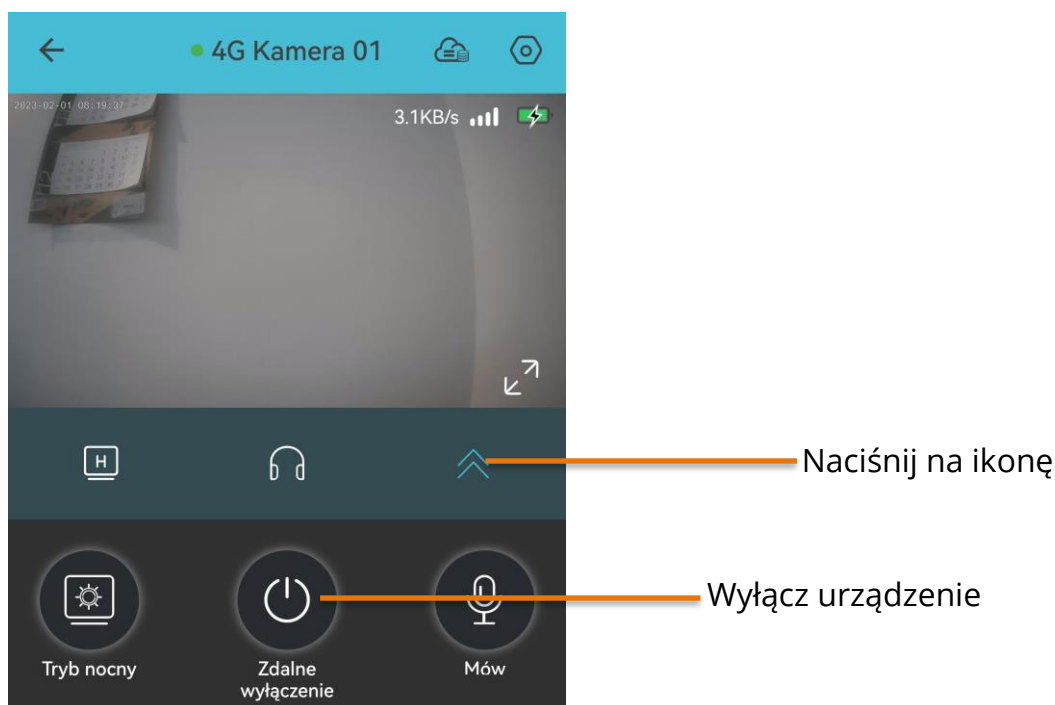 4G Kamera 01
2023-02-01 08:19:37
3.1KB/s
H
Naciśnij na ikonę
Wyłącz urządzenie
Tryb nocny
Zdalne
wyłączenie
Mów